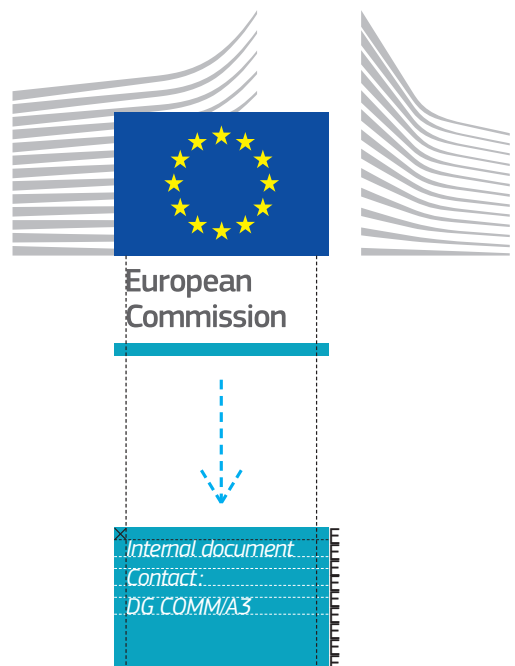 European
Commission
Internal document
Contact:
DG COMM/A3